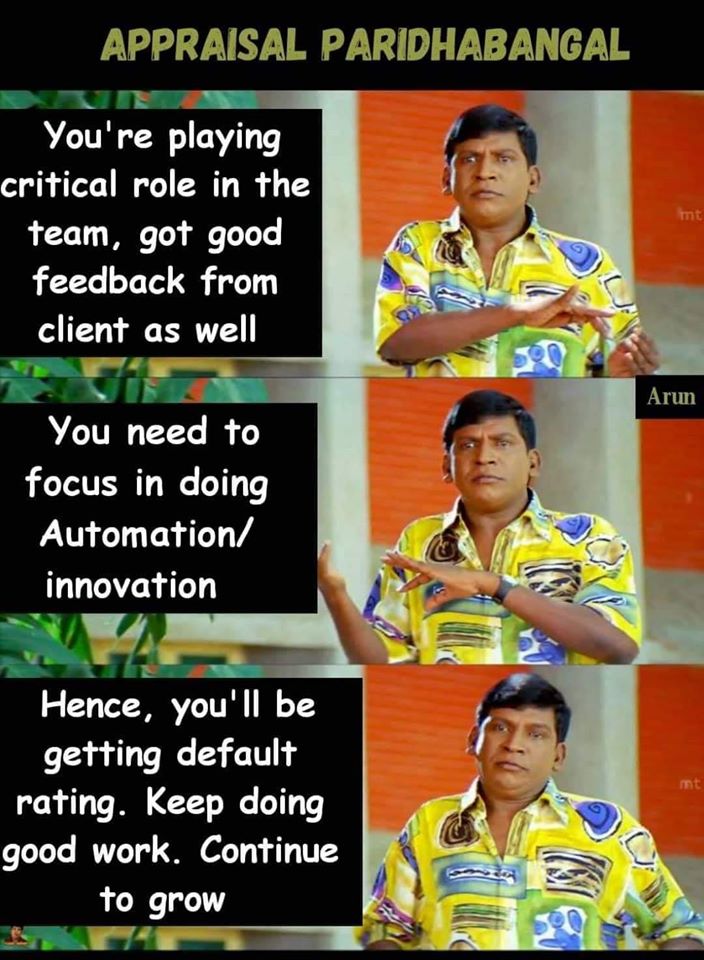 APPRAISAL PARIDHABANGAL
You're playing
critical role in the
team, got good
feedback from
client as well
mt
Arun
You need to
focus in doing
Automation/
innovation
Hence, you'll be
getting default
rating. Keep doing
good work. Continue
to grow
mt